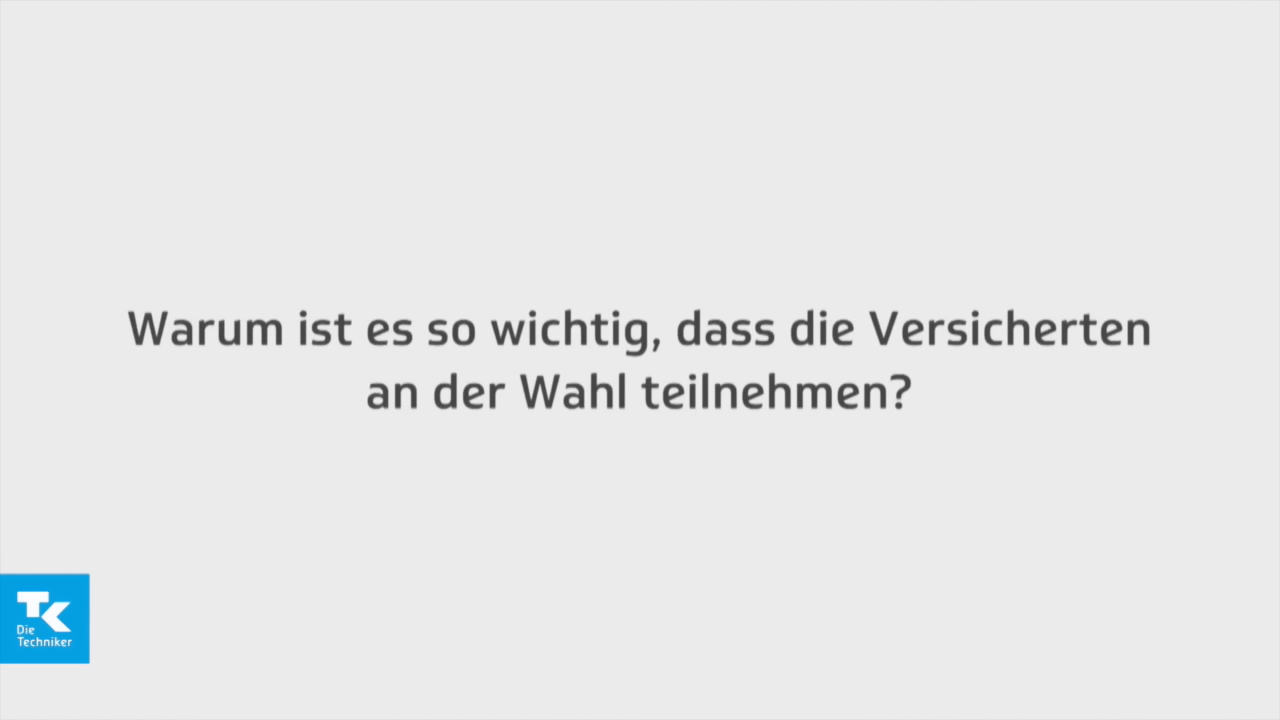 Warum ist es so wichtig, dass die Versicherten
an der Wahl teilnehmen?
TK
Die
Techniker